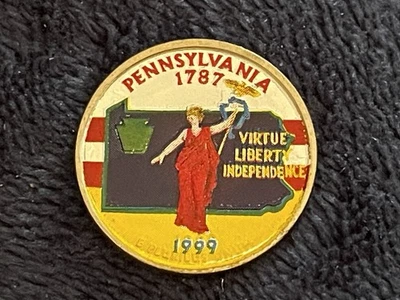 PENNSYLVANIA
1787
VIRTUE
LIBERTY
INDEPENDENCE
1999